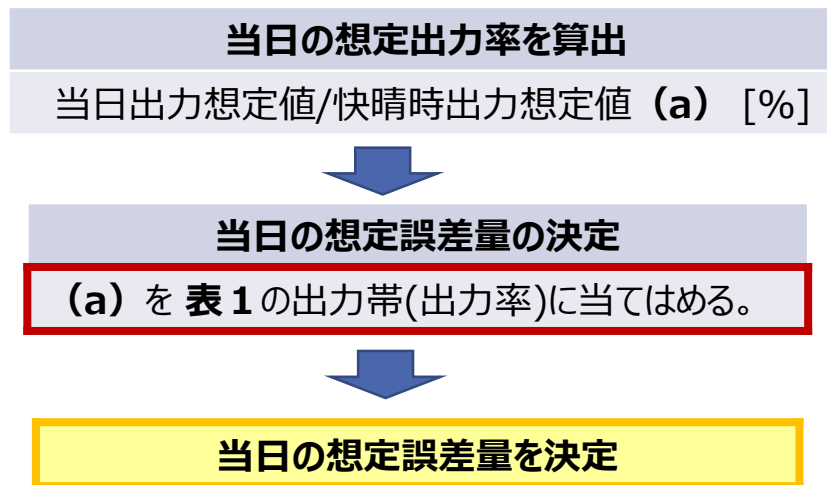 当日の想定出力率を算出
当日出力想定値/快晴時出力想定値（a） [%]
当日の想定誤差量の決定
（a）を 表１の出力帯(出力率)に当てはめる。
当日の想定誤差量を決定